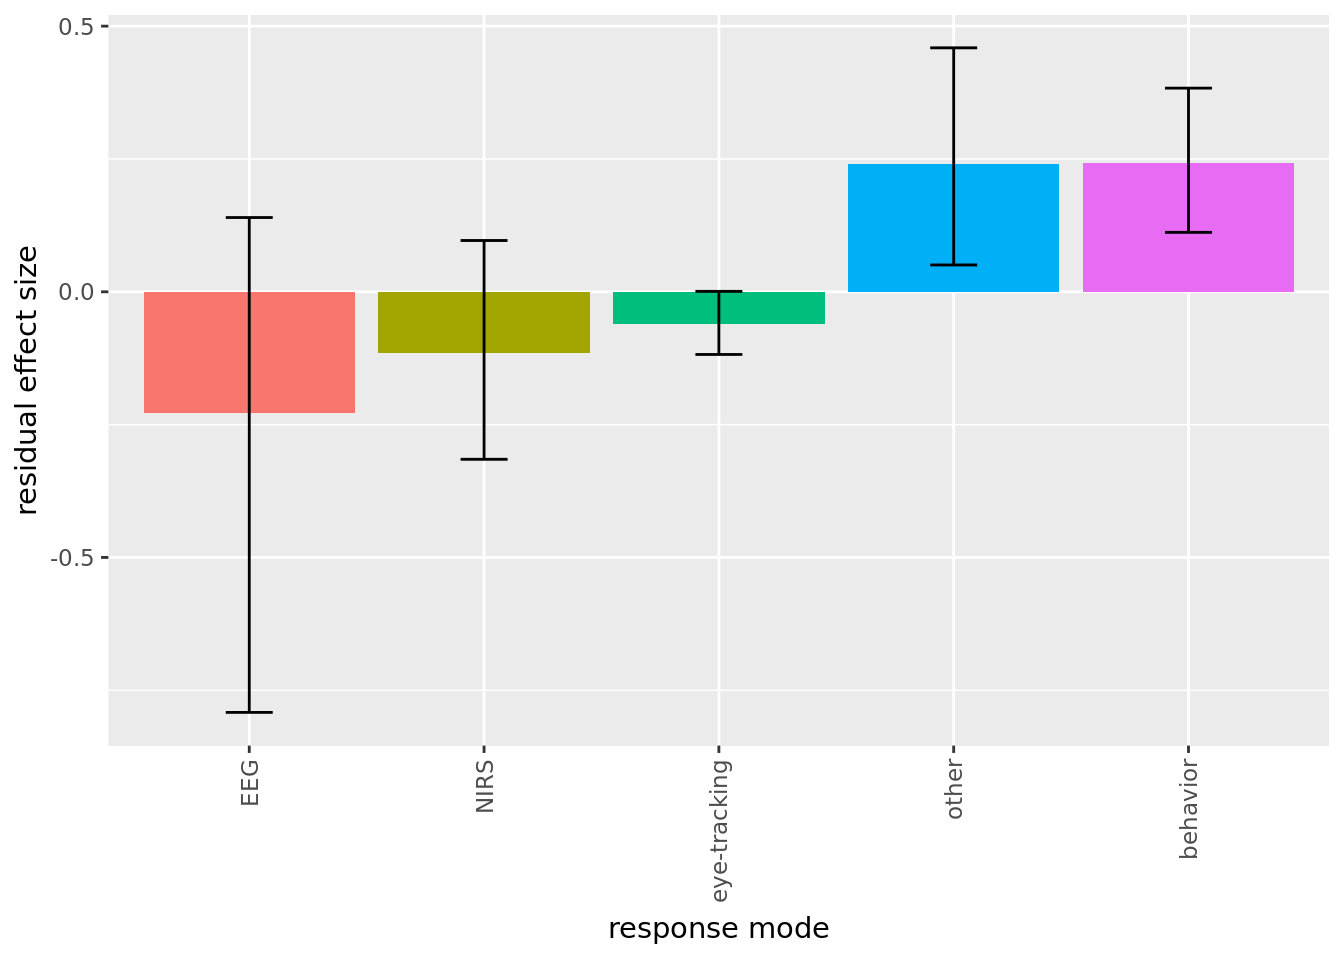 0.5
0.0
-0.5
residual effect size
EEG
NIRS
eye-tracking
other
behavior
response mode